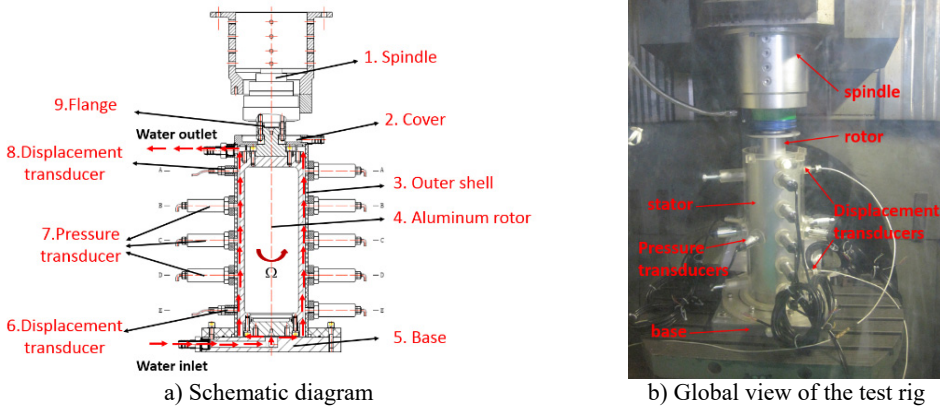 1. Spindle
9.Flange
2. Cover
Water outlet
8.Displacement
transducer
3. Outer shell
4. Aluminum rotor
7.Pressure
transducer
Ω
6.Displacement
transducer
5. Base
Water inlet
A
A
B
B
C
C
D
D
E
E
a) Schematic diagram
spindle
rotor
stator
Displacement
transducers
Pressure
transducers
base
b) Global view of the test rig